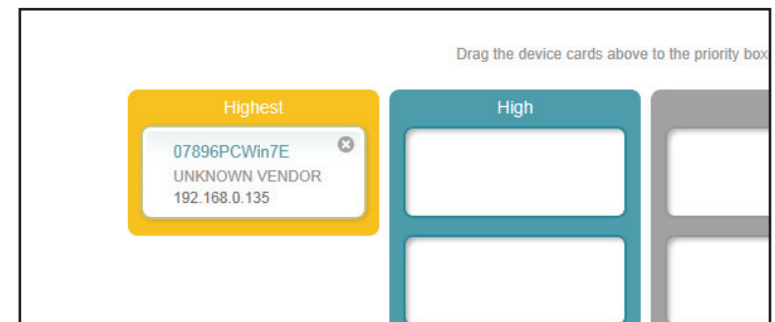 Drag the device cards above to the priority box
Highest
High
07896PCWin7E
UNKNOWN VENDOR
192.168.0.135